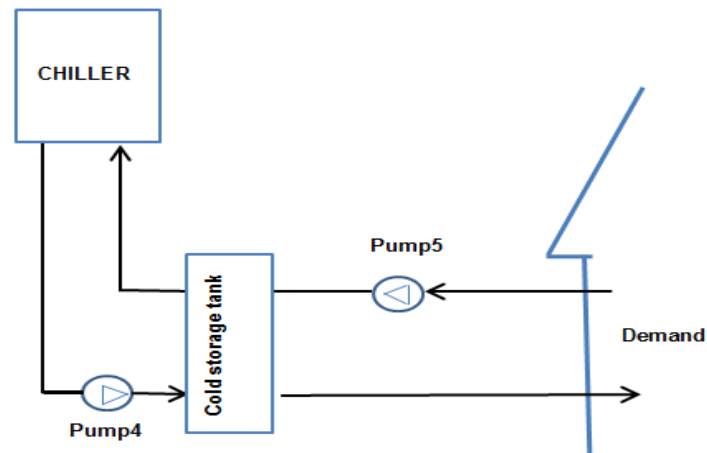 CHILLER
Pump5
Cold storage tank
Demand
Pump4